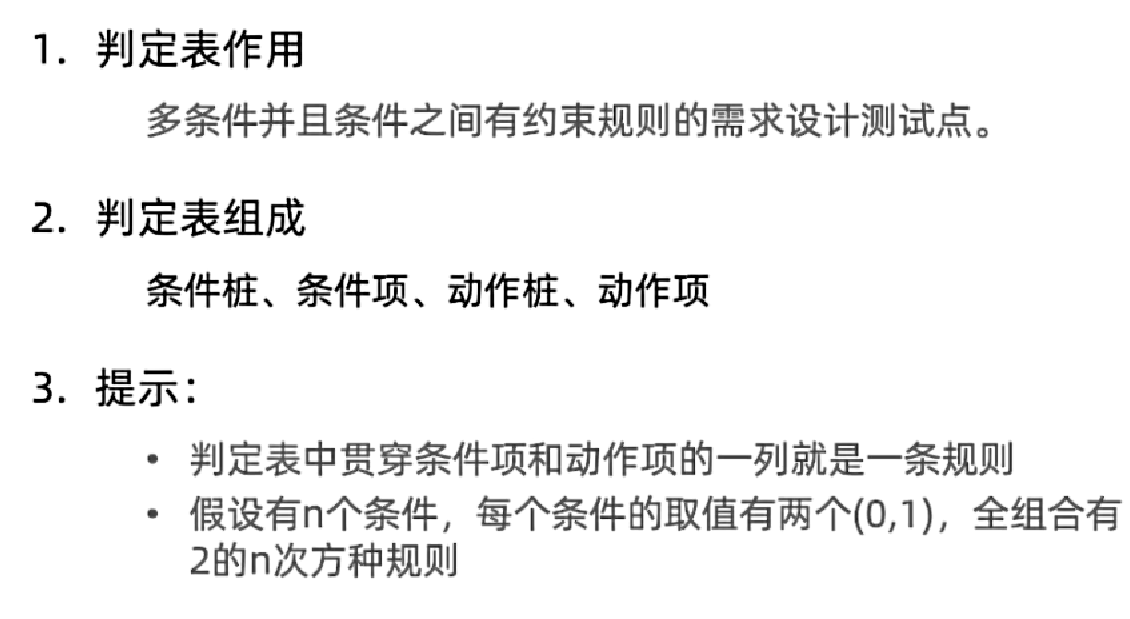 1. 判定表作用
多条件并且条件之间有约束规则的需求设计测试点。
2. 判定表组成
条件桩、条件项、动作桩、动作项
3. 提示：
• 判定表中贯穿条件项和动作项的一列就是一条规则
• 假设有n个条件，每个条件的取值有两个(0,1)，全组合有
2的n次方种规则